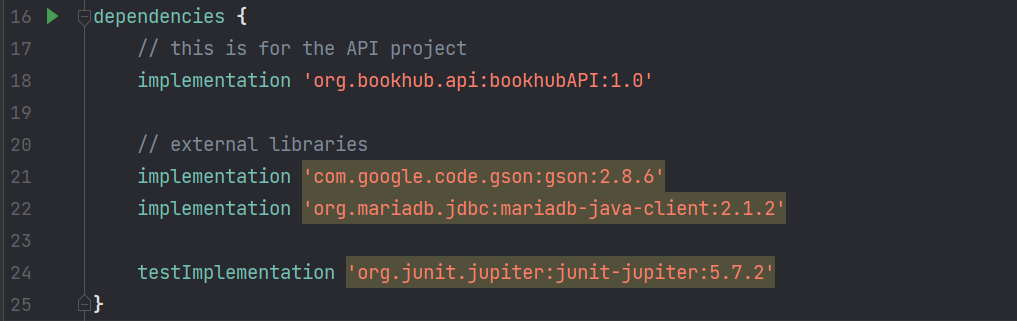 16 dependencies {
17 // this is for the API project
18 implementation 'org.bookhub.api:bookhubAPI:1.0'
19
20 // external libraries
21 implementation 'com.google.code.gson:gson:2.8.6'
22 implementation 'org.mariadb.jdbc:mariadb-java-client:2.1.2'
23
24 testImplementation 'org.junit.jupiter:junit-jupiter:5.7.2'
25 }